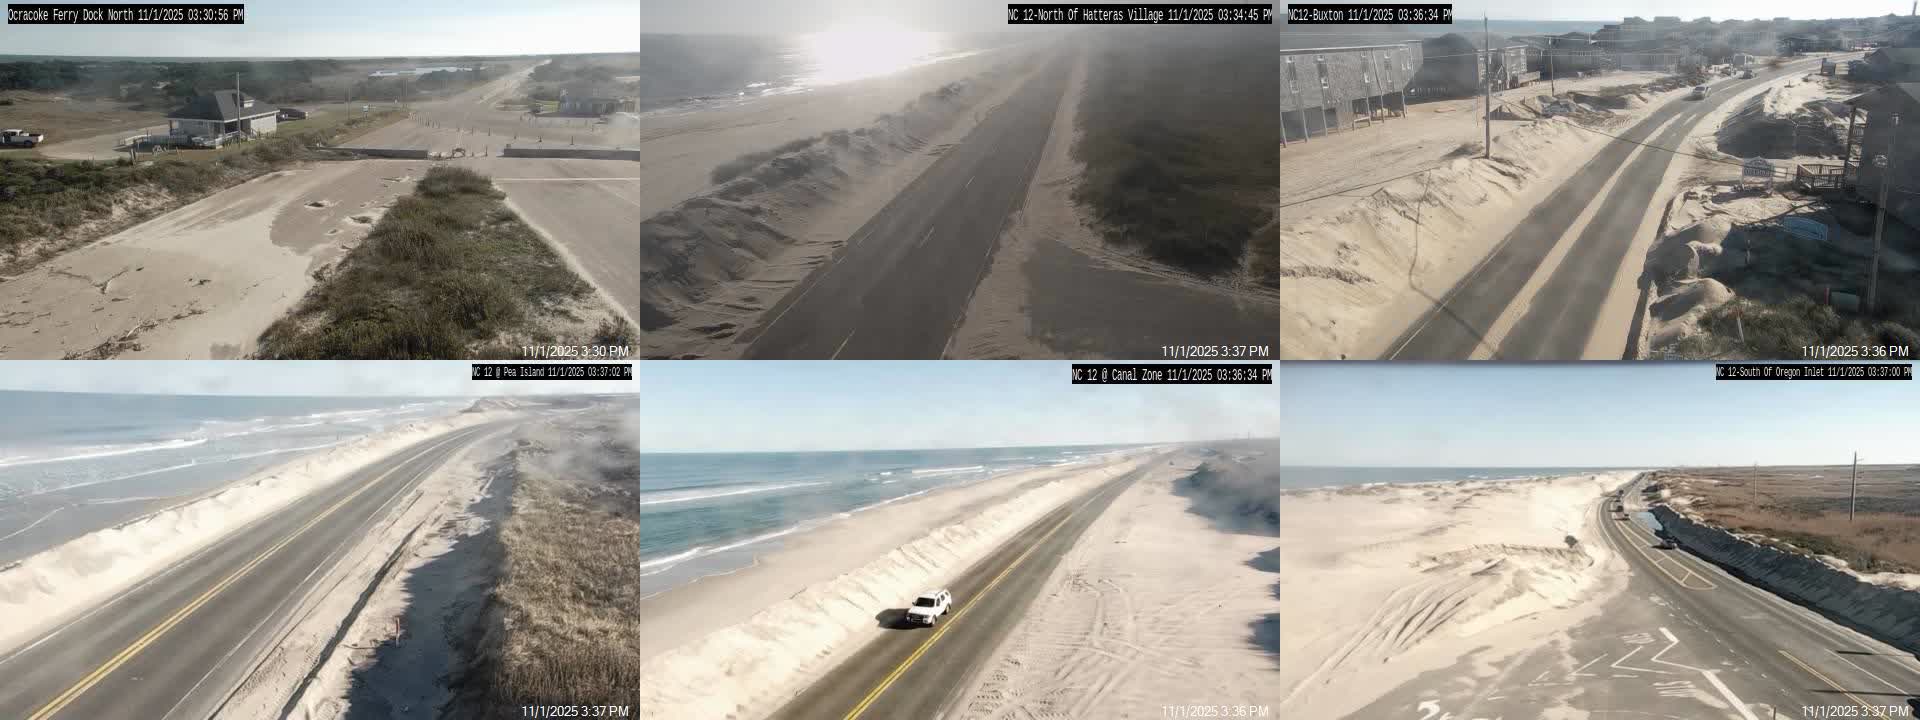 Ocracoke Ferry Dock North 11/1/2025 03:30:56 PM
11/1/2025 3:30 PM
NC 12-North Of Hatteras Village 11/1/2025 03:34:45 PM
11/1/2025 3:37 PM
NC12-Buxton 11/1/2025 03:36:34 PM
11/1/2025 3:36 PM
NC 12 @ Pea Island 11/1/2025 03:37:02 PM
11/1/2025 3:37 PM
NC 12 @ Canal Zone 11/1/2025 03:36:34 PM
11/1/2025 3:36 PM
NC 12-South Of Oregon Inlet 11/1/2025 03:37:00 PM
11/1/2025 3:37 PM